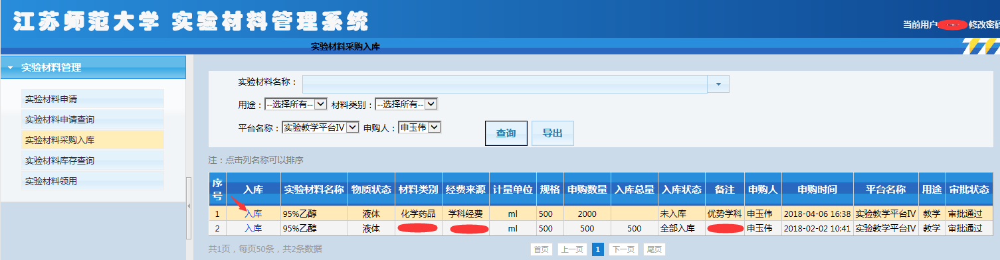 江苏师范大学 实验材料管理系统
当前用户 修改密码
实验材料采购入库
实验材料管理
实验材料申请
实验材料申请查询
实验材料采购入库
实验材料库存查询
实验材料领用
实验材料名称：
用途： --选择所有-- 材料类别： --选择所有--
平台名称： 实验教学平台IV 申购人： 申玉伟 查询 导出
注：点击列名称可以排序
序号 入库 实验材料名称 物质状态 材料类别 经费来源 计量单位 规格 申购数量 入库总量 入库状态 备注 申购人 申购时间 平台名称 用途 审批状态
1 入库 95%乙醇 液体 化学药品 学科经费 ml 500 2000 未入库 优势学科 申玉伟 2018-04-06 16:38 实验教学平台IV 教学 审批通过
2 入库 95%乙醇 液体 ml 500 500 500 全部入库 申玉伟 2018-02-02 10:41 实验教学平台IV 教学 审批通过
共1页，每页50条，共2条数据 首页 上一页 1 下一页 尾页